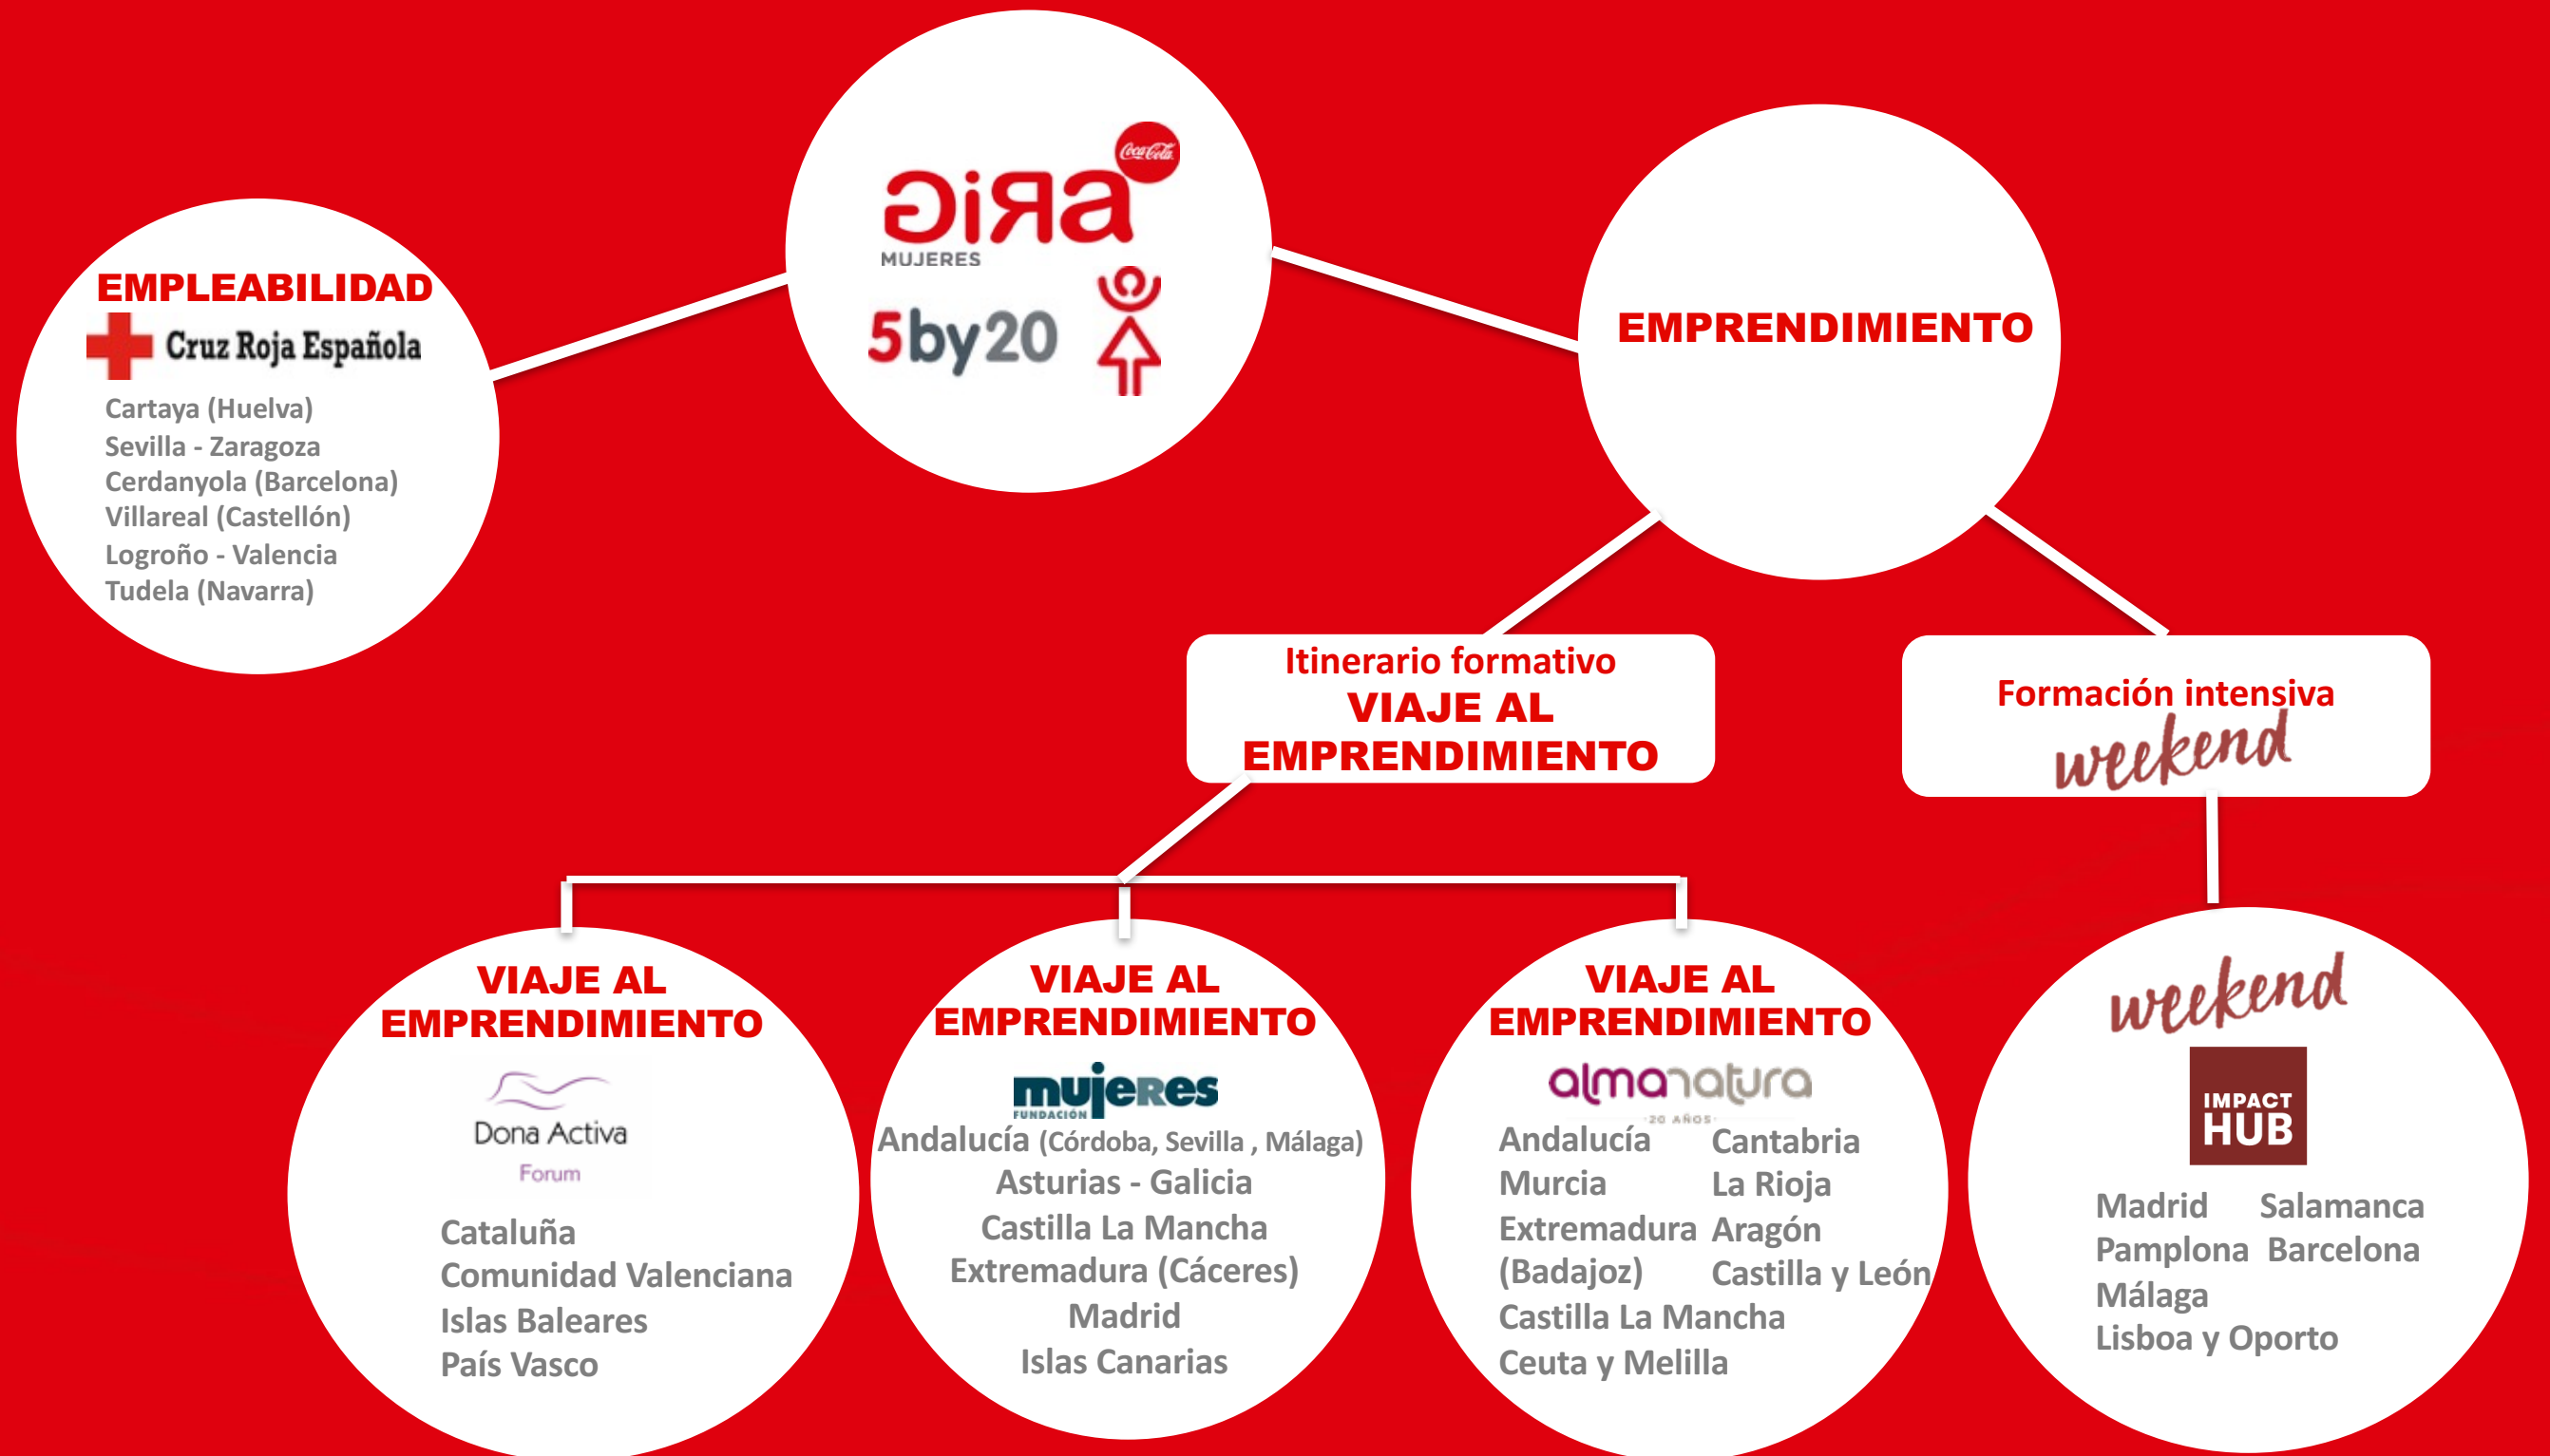 Coca-Cola
GiRa
MUJERES
5by20
EMPLEABILIDAD
Cruz Roja Española
Cartaya (Huelva)
Sevilla - Zaragoza
Cerdanyola (Barcelona)
Villareal (Castellón)
Logroño - Valencia
Tudela (Navarra)
EMPRENDIMIENTO
Itinerario formativo
VIAJE AL
EMPRENDIMIENTO
Formación intensiva
weekend
VIAJE AL
EMPRENDIMIENTO
Dona Activa
Forum
Cataluña
Comunidad Valenciana
Islas Baleares
País Vasco
VIAJE AL
EMPRENDIMIENTO
mujeRes
FUNDACIÓN
Andalucía (Córdoba, Sevilla , Málaga)
Asturias - Galicia
Castilla La Mancha
Extremadura (Cáceres)
Madrid
Islas Canarias
VIAJE AL
EMPRENDIMIENTO
almanatura
·20 AÑOS·
Andalucía Cantabria
Murcia La Rioja
Extremadura Aragón
(Badajoz) Castilla y León
Castilla La Mancha
Ceuta y Melilla
weekend
IMPACT
HUB
Madrid Salamanca
Pamplona Barcelona
Málaga
Lisboa y Oporto